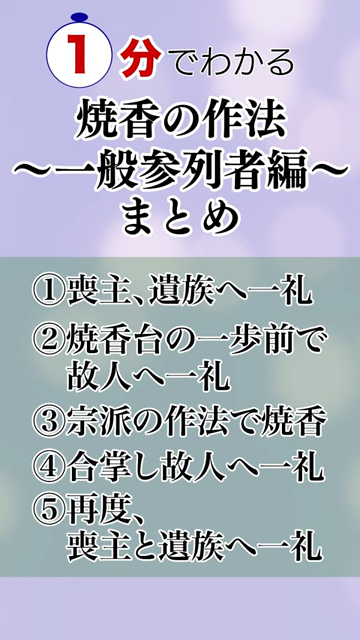 1分でわかる
焼香の作法
～一般参列者編～
まとめ
①喪主、遺族へ一礼
②焼香台の一歩前で
故人へ一礼
③宗派の作法で焼香
④合掌し故人へ一礼
⑤再度、
喪主と遺族へ一礼